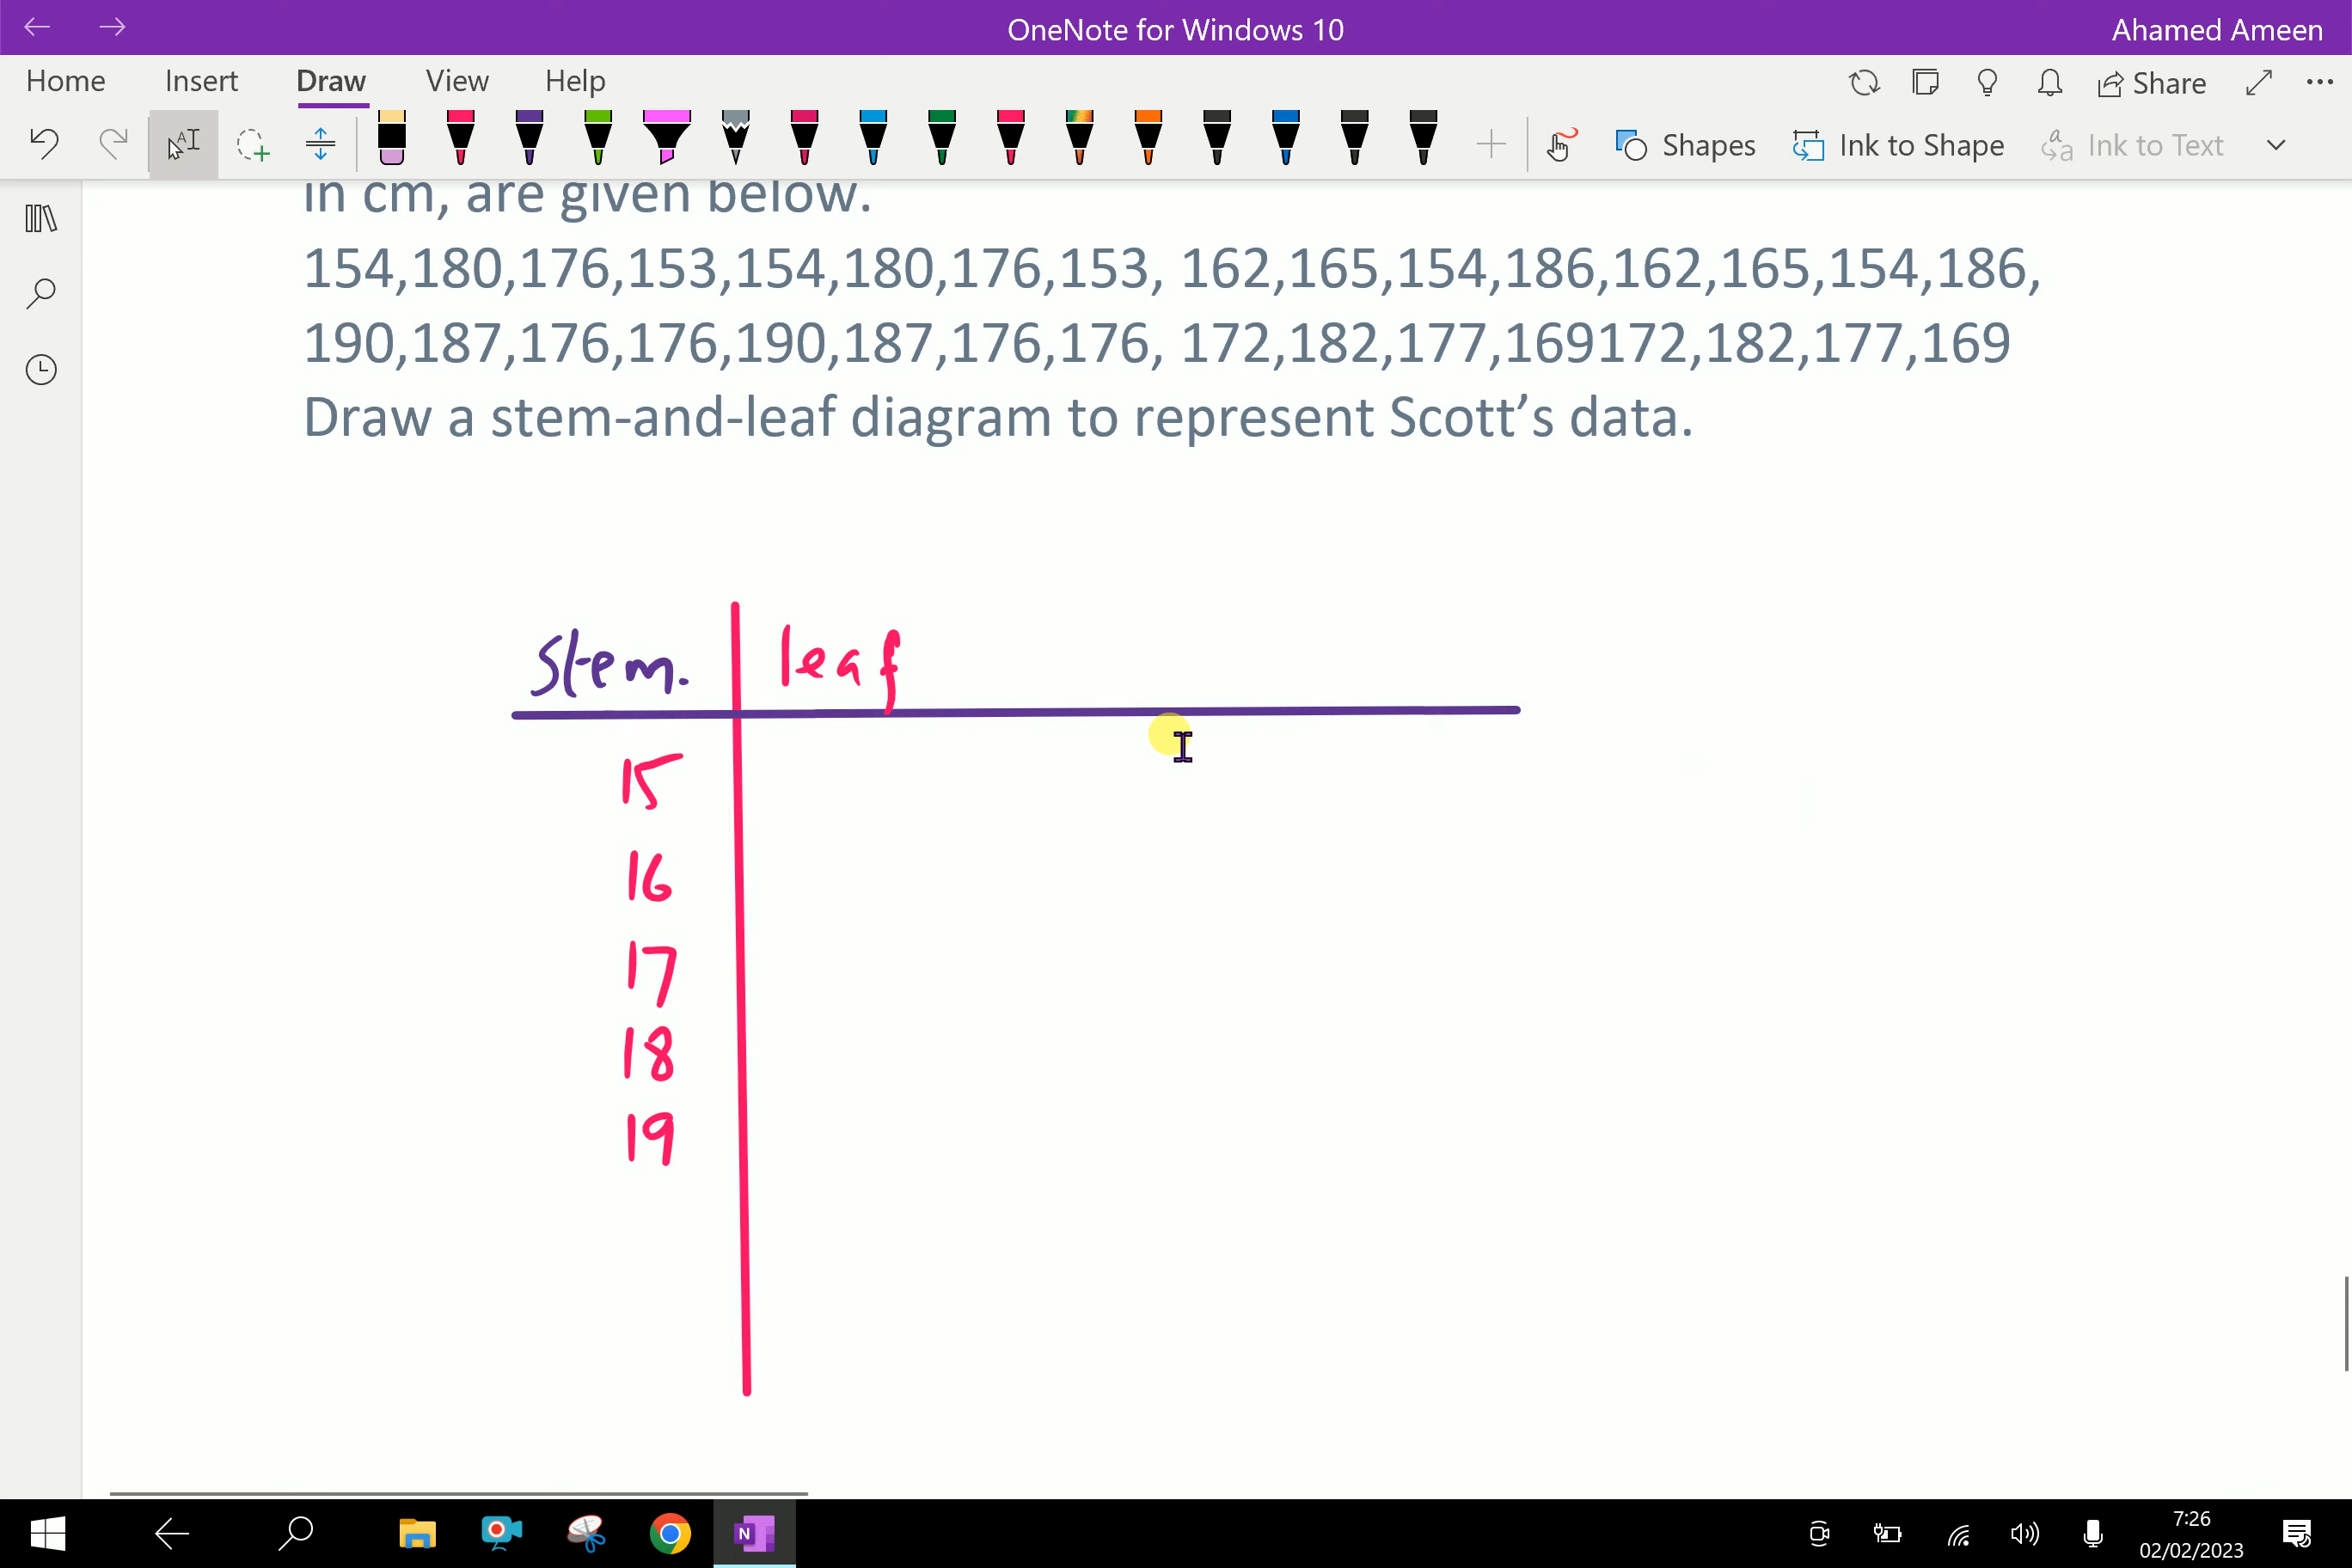 OneNote for Windows 10
Ahamed Ameen
Home Insert Draw View Help
Share
Shapes Ink to Shape Ink to Text
in cm, are given below.
154,180,176,153,154,180,176,153, 162,165,154,186,162,165,154,186,
190,187,176,176,190,187,176,176, 172,182,177,169172,182,177,169
Draw a stem-and-leaf diagram to represent Scott’s data.
Stem. leaf
15
16
17
18
19
7:26
02/02/2023